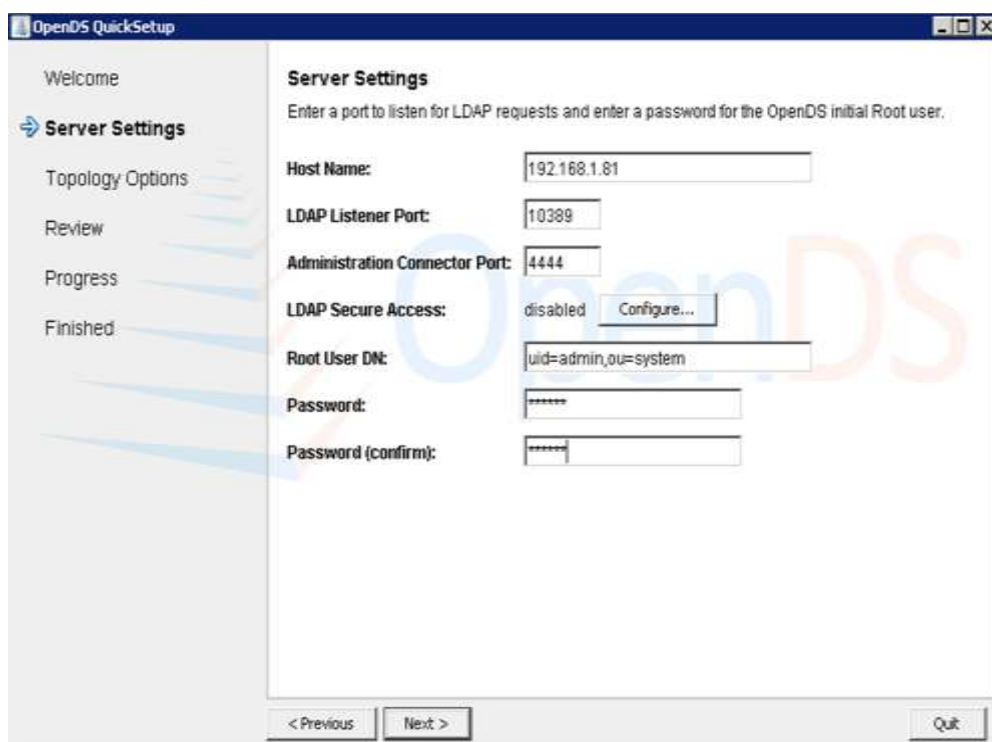 OpenDS QuickSetup
Welcome
Server Settings
Topology Options
Review
Progress
Finished
Server Settings
Enter a port to listen for LDAP requests and enter a password for the OpenDS initial Root user.
Host Name: 192.168.1.81
LDAP Listener Port: 10389
Administration Connector Port: 4444
LDAP Secure Access: disabled Configure...
Root User DN: uid=admin,ou=system
Password: ******
Password (confirm): ******
OpenDS
< Previous Next > Quit